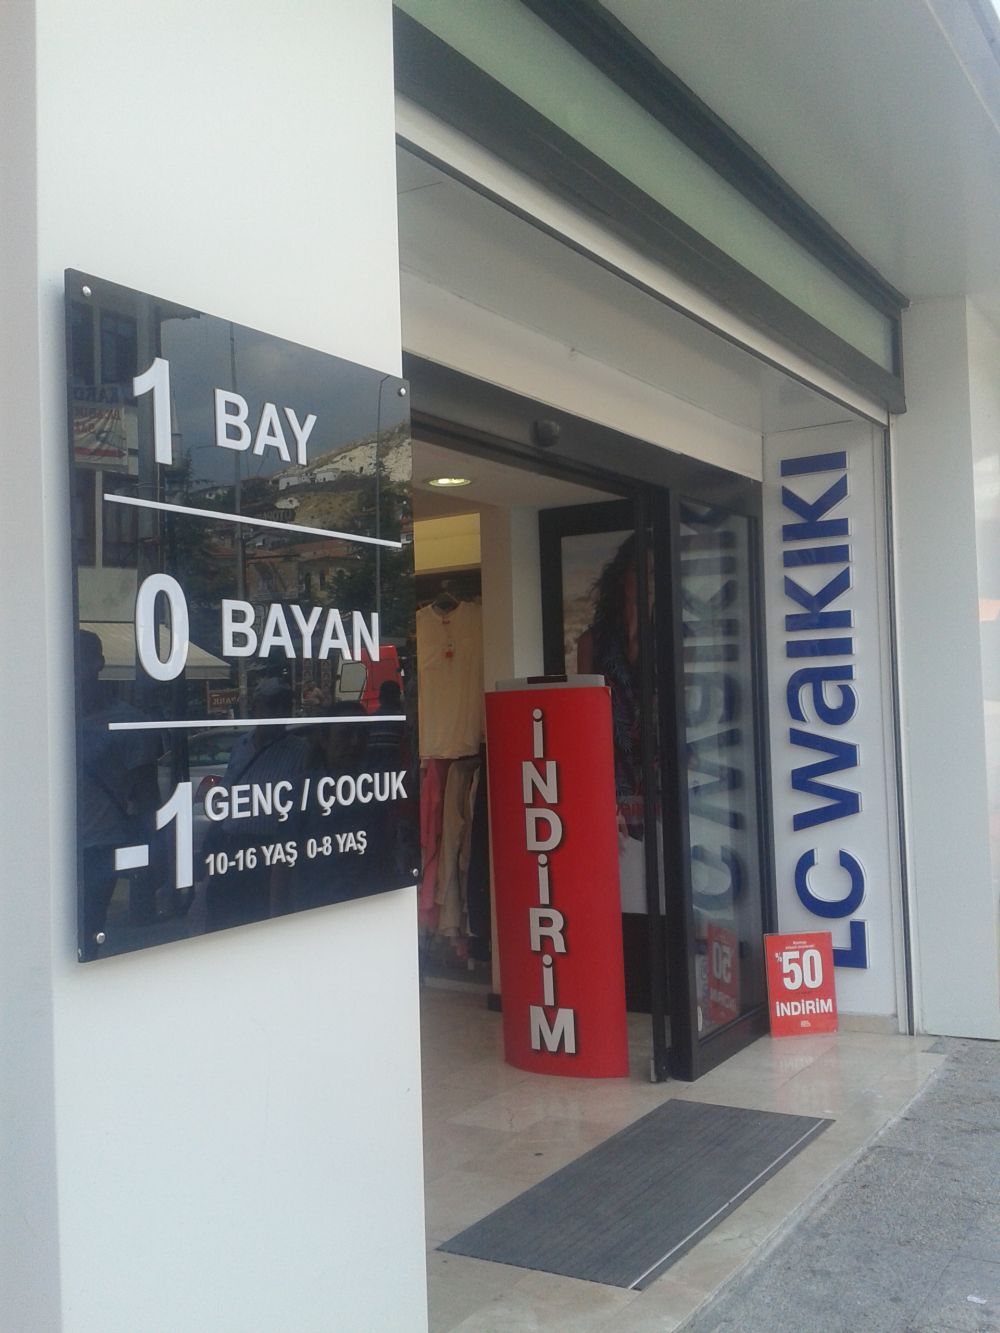 1 BAY
0 BAYAN
-1 GENÇ / ÇOCUK
10-16 YAŞ 0-8 YAŞ
İNDİRİM
LC WAIKIKI
%50
İNDİRİM